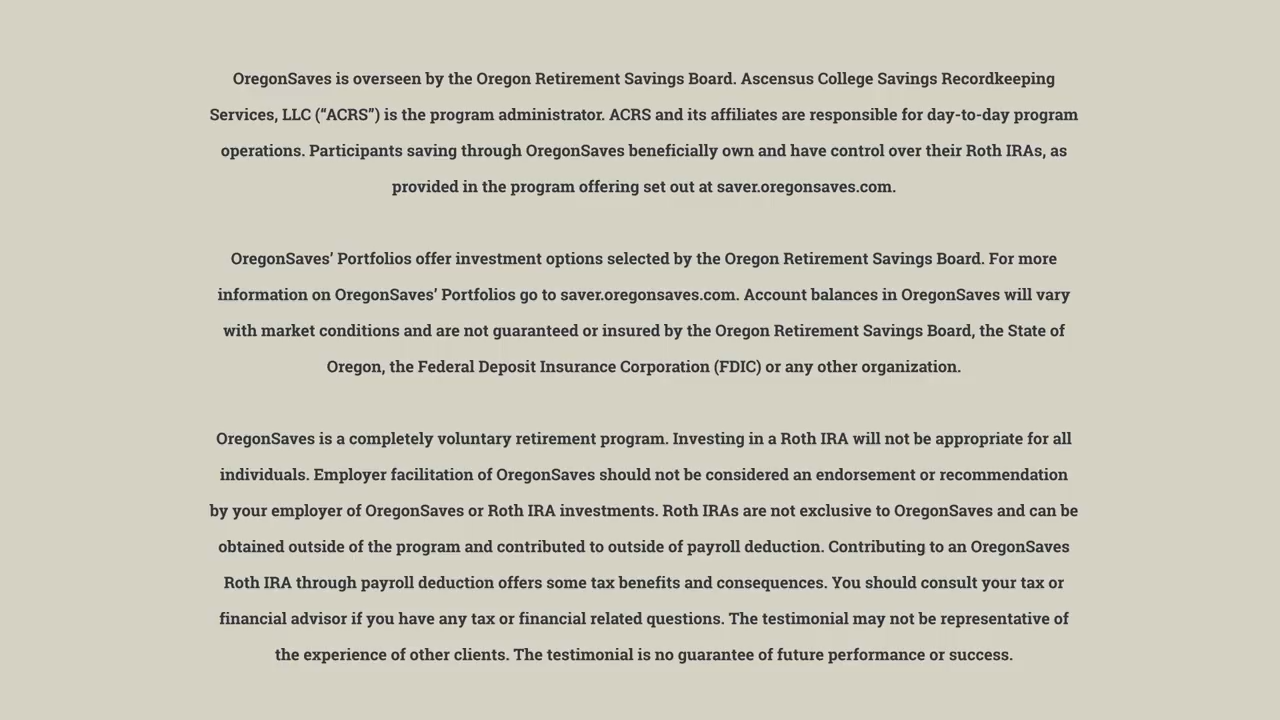 OregonSaves is overseen by the Oregon Retirement Savings Board. Ascensus College Savings Recordkeeping
Services, LLC (“ACRS”) is the program administrator. ACRS and its affiliates are responsible for day-to-day program
operations. Participants saving through OregonSaves beneficially own and have control over their Roth IRAs, as
provided in the program offering set out at saver.oregonsaves.com.
OregonSaves’ Portfolios offer investment options selected by the Oregon Retirement Savings Board. For more
information on OregonSaves’ Portfolios go to saver.oregonsaves.com. Account balances in OregonSaves will vary
with market conditions and are not guaranteed or insured by the Oregon Retirement Savings Board, the State of
Oregon, the Federal Deposit Insurance Corporation (FDIC) or any other organization.
OregonSaves is a completely voluntary retirement program. Investing in a Roth IRA will not be appropriate for all
individuals. Employer facilitation of OregonSaves should not be considered an endorsement or recommendation
by your employer of OregonSaves or Roth IRA investments. Roth IRAs are not exclusive to OregonSaves and can be
obtained outside of the program and contributed to outside of payroll deduction. Contributing to an OregonSaves
Roth IRA through payroll deduction offers some tax benefits and consequences. You should consult your tax or
financial advisor if you have any tax or financial related questions. The testimonial may not be representative of
the experience of other clients. The testimonial is no guarantee of future performance or success.